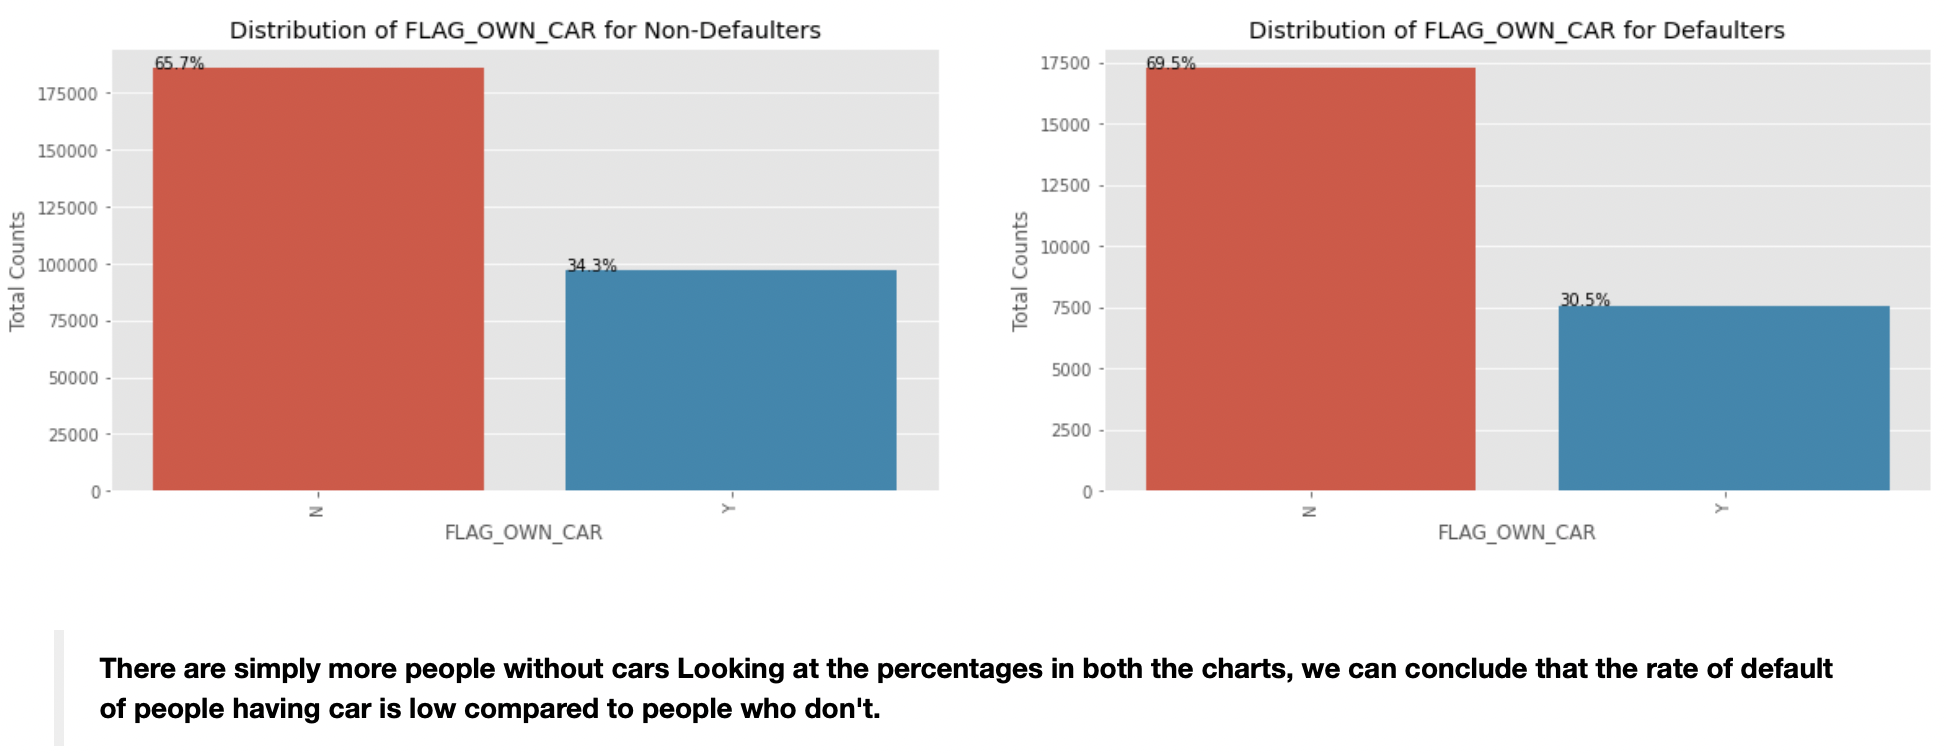 Distribution of FLAG_OWN_CAR for Non-Defaulters
65.7%
34.3%
175000
150000
125000
100000
75000
50000
25000
0
Total Counts
N
Y
FLAG_OWN_CAR
Distribution of FLAG_OWN_CAR for Defaulters
69.5%
30.5%
17500
15000
12500
10000
7500
5000
2500
0
Total Counts
N
Y
FLAG_OWN_CAR
There are simply more people without cars Looking at the percentages in both the charts, we can conclude that the rate of default
of people having car is low compared to people who don't.